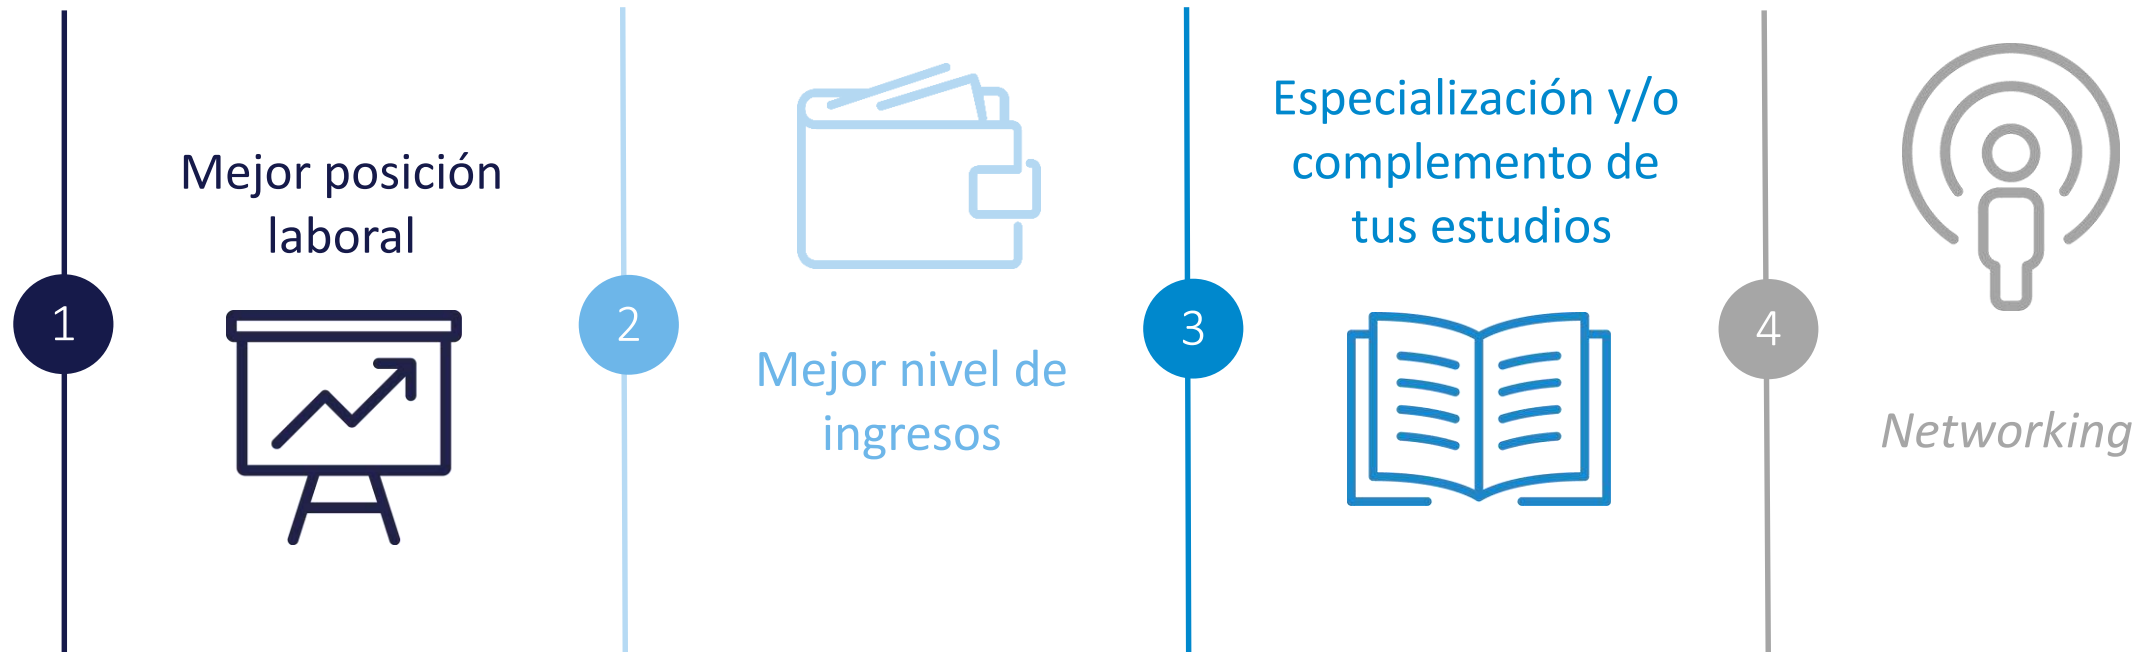 1
Mejor posición
laboral
2
Mejor nivel de
ingresos
3
Especialización y/o
complemento de
tus estudios
4
Networking